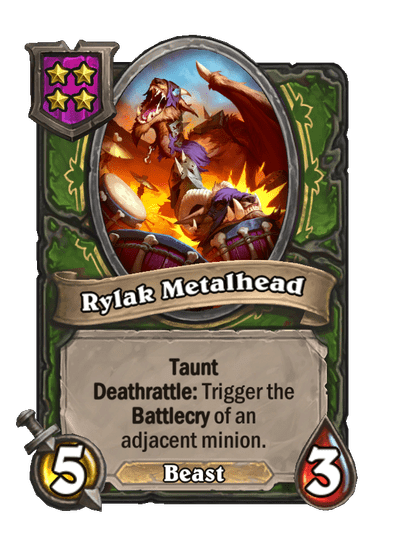 Rylak Metalhead
Taunt
Deathrattle: Trigger the
Battlecry of an
adjacent minion.
5
Beast
3